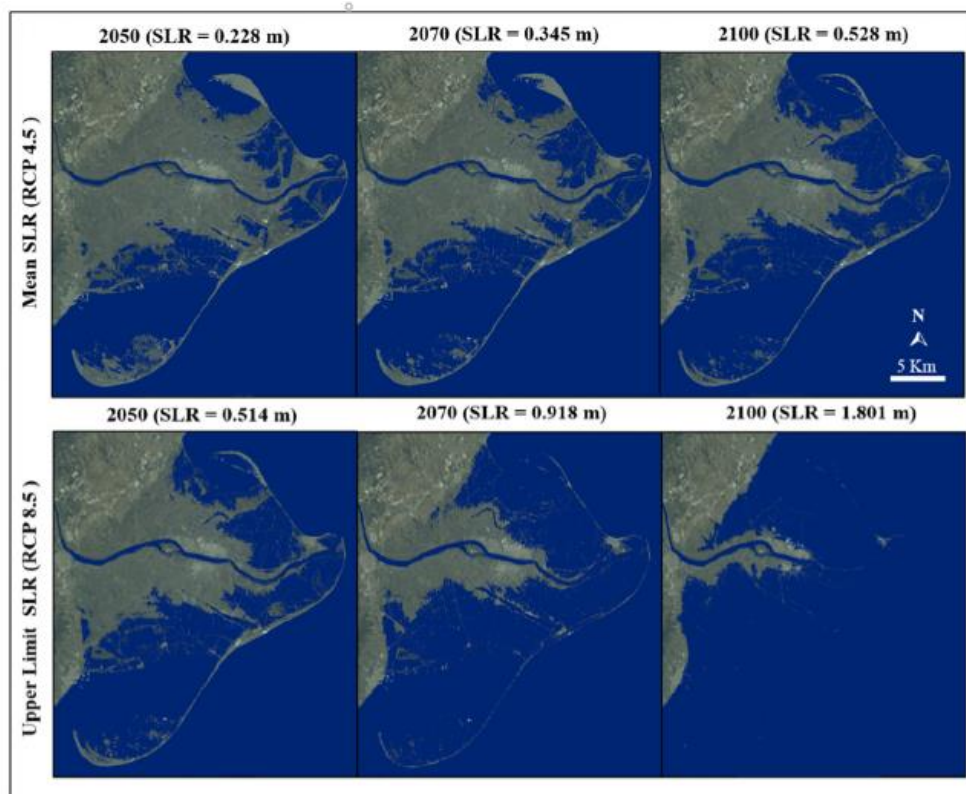 2050 (SLR = 0.228 m)
2070 (SLR = 0.345 m)
2100 (SLR = 0.528 m)
Mean SLR (RCP 4.5 )
N
5 Km
2050 (SLR = 0.514 m)
2070 (SLR = 0.918 m)
2100 (SLR = 1.801 m)
Upper Limit SLR (RCP 8.5 )